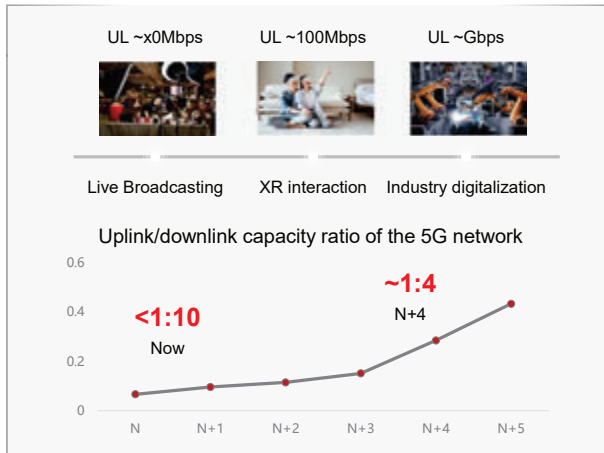 UL ~x0Mbps
UL ~100Mbps
UL ~Gbps
Live Broadcasting
XR interaction
Industry digitalization
Uplink/downlink capacity ratio of the 5G network
0.6
0.4
0.2
0
<1:10
Now
~1:4
N+4
N
N+1
N+2
N+3
N+4
N+5